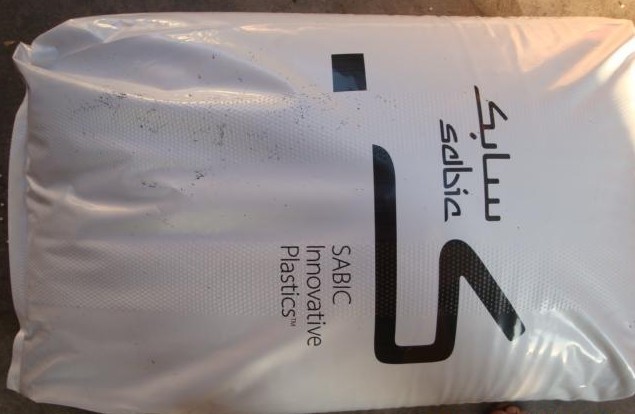 سابك
sabic
SABIC
Innovative
Plastics™